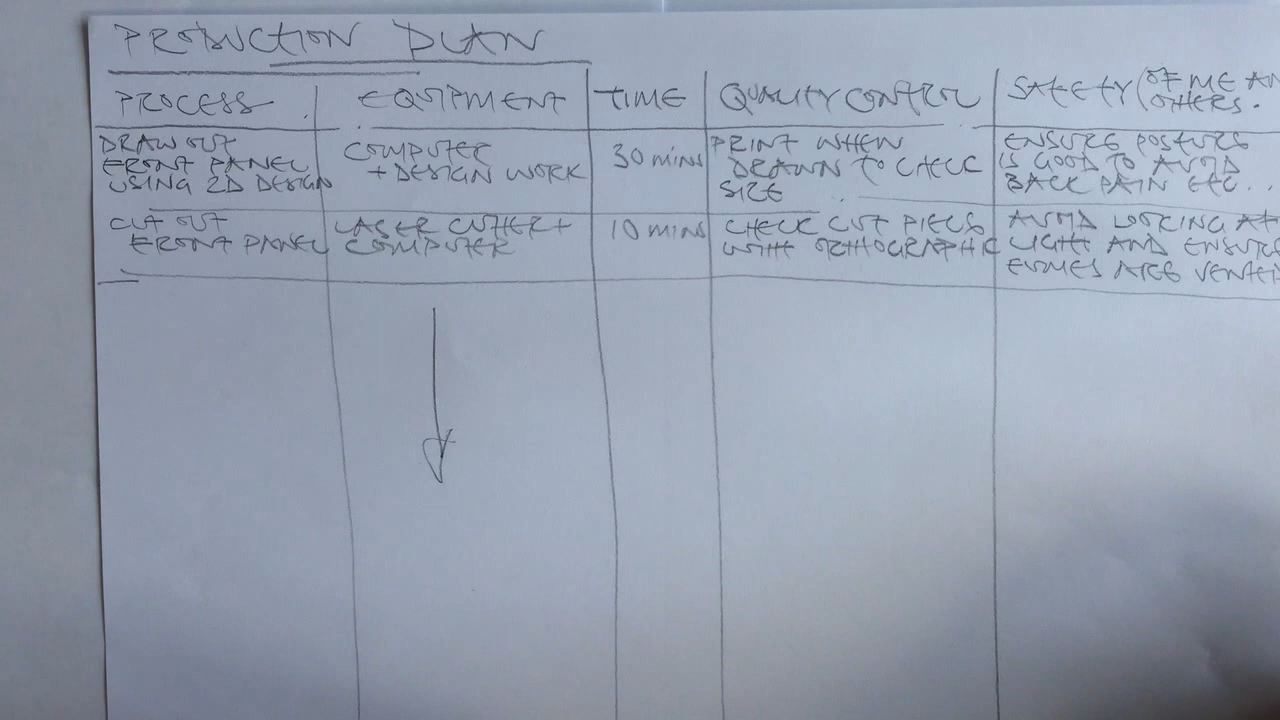 PRODUCTION PLAN
PROCESS
EQUIPMENT
TIME
QUALITY CONTROL
SAFETY (OF ME AN
OTHERS.
DRAW OUT
FRONT PANEL
USING 2D DESIGN
COMPUTER
+ DESIGN WORK
30 mins
PRINT WHEN
DRAWN TO CHECK
SIZE
ENSURE POSTURE
IS GOOD TO AVOID
BACK PAIN ETC...
CUT OUT
FRONT PANEL
LASER CUTTER +
COMPUTER
10 mins
CHECK CUT PIECE
WITH ORTHOGRAPHIC
AVOID LOOKING AT
LIGHT AND ENSURE
FUMES ARE VENTE